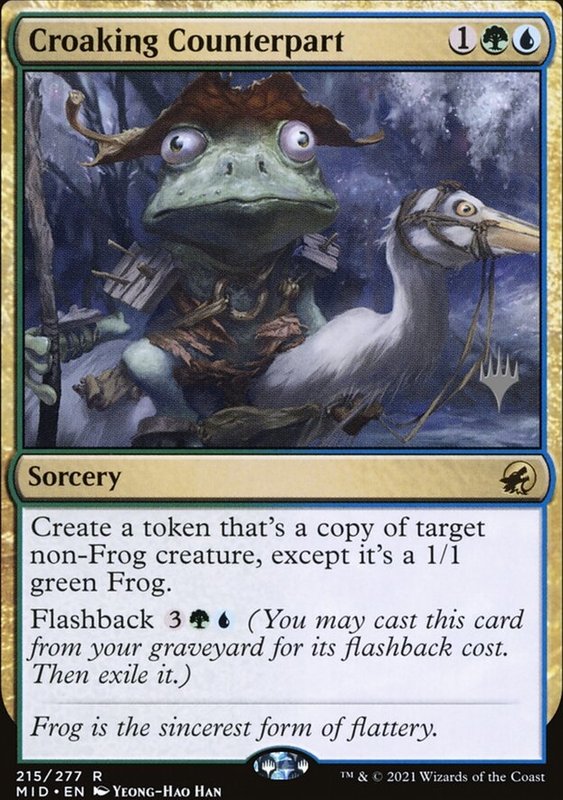 Croaking Counterpart 1
Sorcery
Create a token that's a copy of target
non-Frog creature, except it's a 1/1
green Frog.
Flashback 3 (You may cast this card
from your graveyard for its flashback cost.
Then exile it.)
Frog is the sincerest form of flattery.
215/277 R
MID • EN Yeong-Hao Han
™ & © 2021 Wizards of the Coast